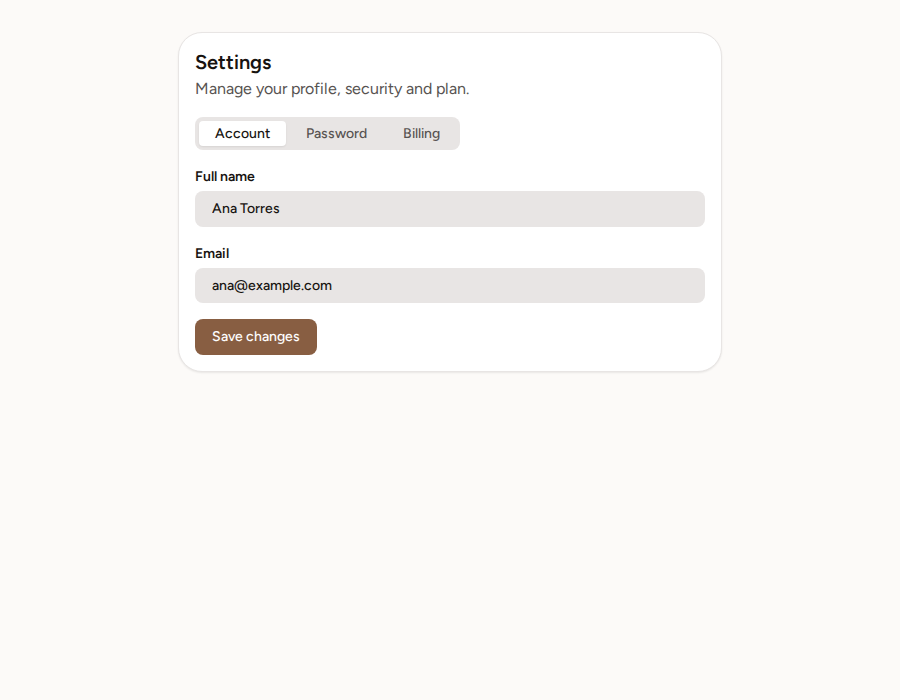 Settings
Manage your profile, security and plan.
Account Password Billing
Full name
Ana Torres
Email
ana@example.com
Save changes